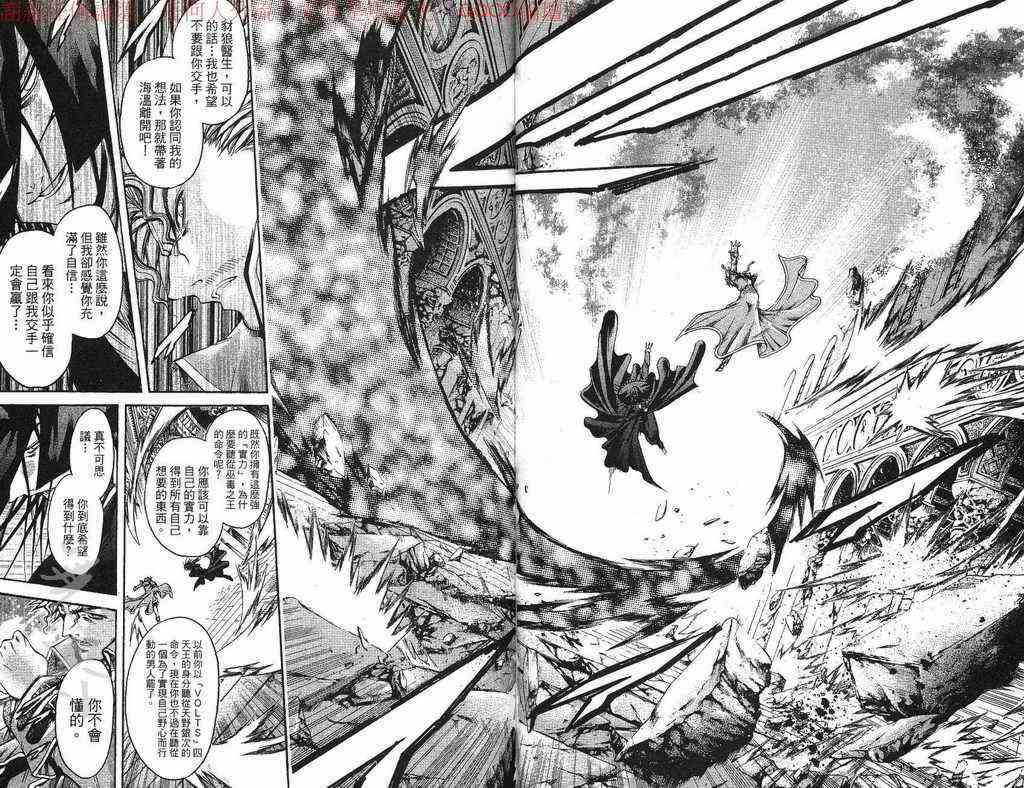 豺狼醫生，可以
的話…我也希望
不要跟你交手，
如果你認同我的
想法，那就帶著
海溫離開吧！
雖然你這麼說，
但我卻感覺你充
滿了自信…
看來你似乎確信
自己跟我交手一
定會贏了…
既然你擁有這麼強
的「實力」，為什
麼要聽從巫毒之王
的命令呢？
你應該可以靠
自己的實力，
得到所有自己
想要的東西。
以前你以「VOLTS」四
天王的身分聽從天野銀次的
命令，現在你也不過在聽從
一個為了實現自己野心而行
動的男人罷了。
真不可思
議…
你到底希望
得到什麼？
你不會
懂的。